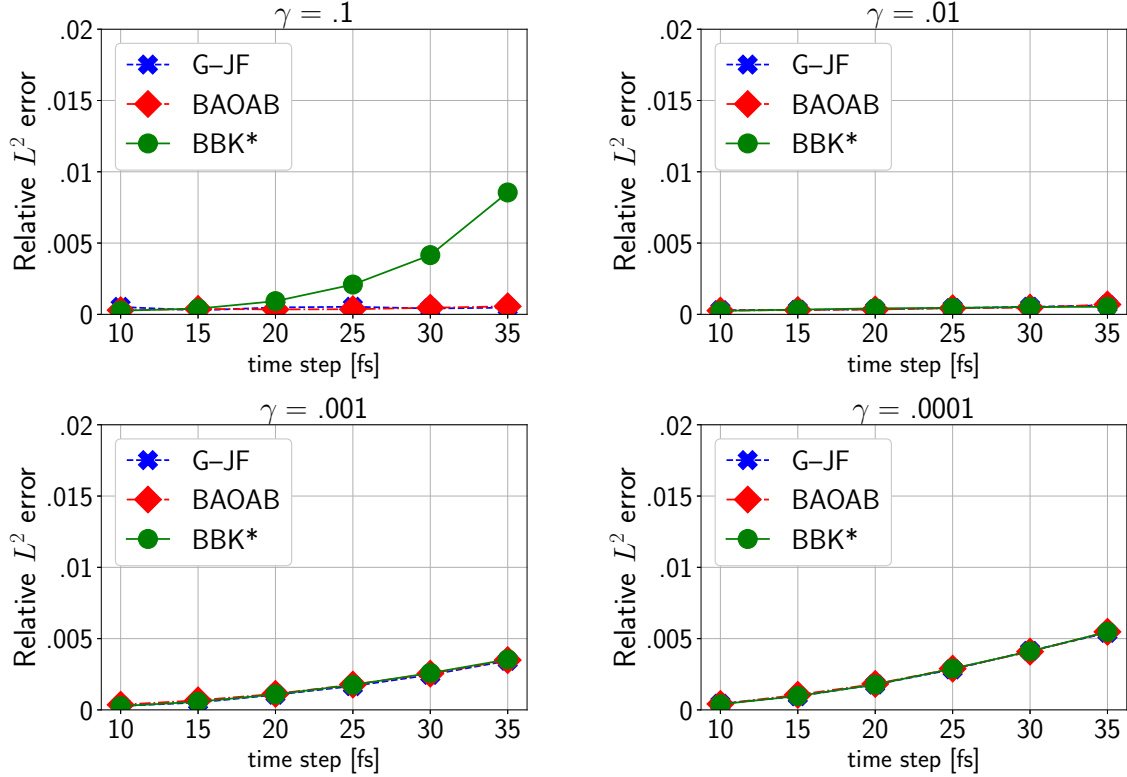 γ = .1
.02
.015
.01
.005
0
Relative L² error
G–JF
BAOAB
BBK*
10 15 20 25 30 35
time step [fs]
γ = .01
.02
.015
.01
.005
0
Relative L² error
G–JF
BAOAB
BBK*
10 15 20 25 30 35
time step [fs]
γ = .001
.02
.015
.01
.005
0
Relative L² error
G–JF
BAOAB
BBK*
10 15 20 25 30 35
time step [fs]
γ = .0001
.02
.015
.01
.005
0
Relative L² error
G–JF
BAOAB
BBK*
10 15 20 25 30 35
time step [fs]